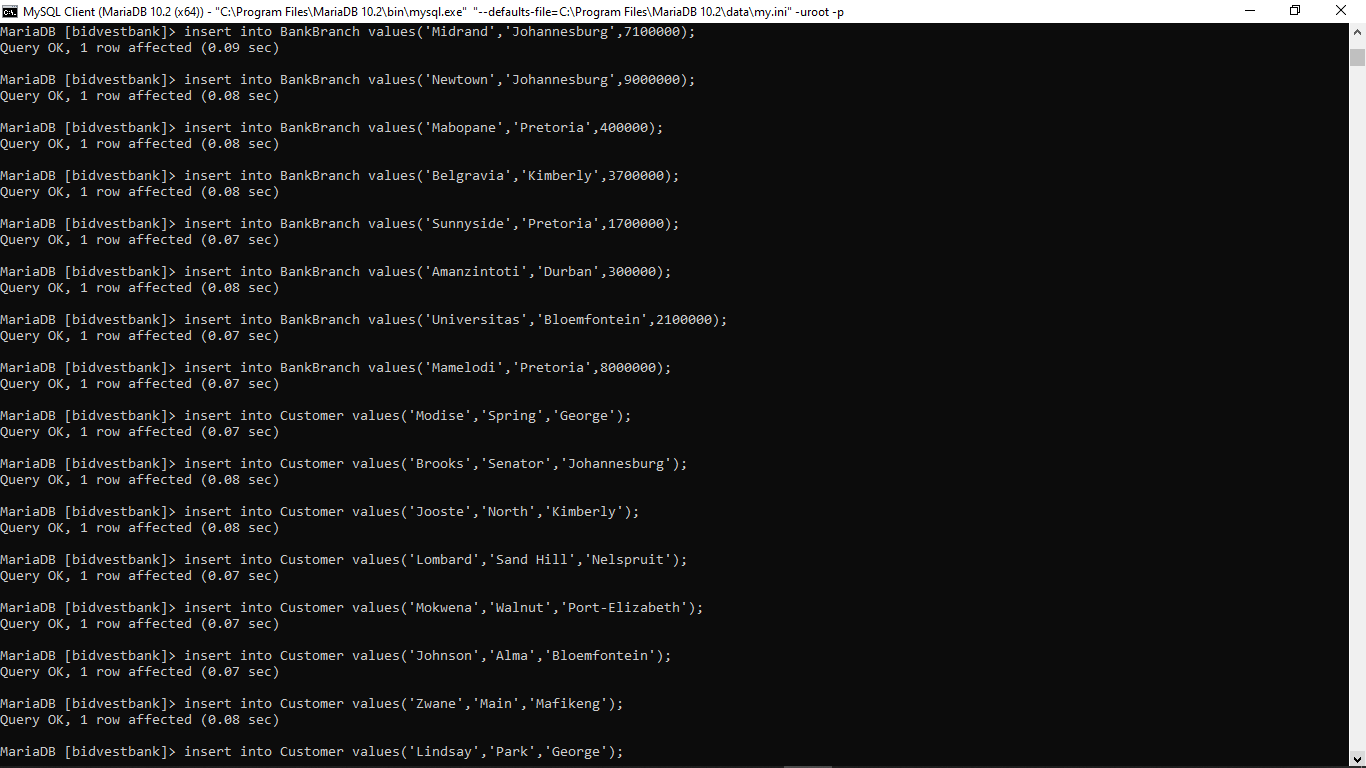 MySQL Client (MariaDB 10.2 (x64)) - "C:\Program Files\MariaDB 10.2\bin\mysql.exe" "--defaults-file=C:\Program Files\MariaDB 10.2\data\my.ini" -uroot -p
MariaDB [bidvestbank]> insert into BankBranch values('Midrand','Johannesburg',7100000);
Query OK, 1 row affected (0.09 sec)
MariaDB [bidvestbank]> insert into BankBranch values('Newtown','Johannesburg',9000000);
Query OK, 1 row affected (0.08 sec)
MariaDB [bidvestbank]> insert into BankBranch values('Mabopane','Pretoria',400000);
Query OK, 1 row affected (0.08 sec)
MariaDB [bidvestbank]> insert into BankBranch values('Belgravia','Kimberly',3700000);
Query OK, 1 row affected (0.08 sec)
MariaDB [bidvestbank]> insert into BankBranch values('Sunnyside','Pretoria',1700000);
Query OK, 1 row affected (0.07 sec)
MariaDB [bidvestbank]> insert into BankBranch values('Amanzintoti','Durban',300000);
Query OK, 1 row affected (0.08 sec)
MariaDB [bidvestbank]> insert into BankBranch values('Universitas','Bloemfontein',2100000);
Query OK, 1 row affected (0.07 sec)
MariaDB [bidvestbank]> insert into BankBranch values('Mamelodi','Pretoria',8000000);
Query OK, 1 row affected (0.07 sec)
MariaDB [bidvestbank]> insert into Customer values('Modise','Spring','George');
Query OK, 1 row affected (0.07 sec)
MariaDB [bidvestbank]> insert into Customer values('Brooks','Senator','Johannesburg');
Query OK, 1 row affected (0.08 sec)
MariaDB [bidvestbank]> insert into Customer values('Jooste','North','Kimberly');
Query OK, 1 row affected (0.08 sec)
MariaDB [bidvestbank]> insert into Customer values('Lombard','Sand Hill','Nelspruit');
Query OK, 1 row affected (0.07 sec)
MariaDB [bidvestbank]> insert into Customer values('Mokwena','Walnut','Port-Elizabeth');
Query OK, 1 row affected (0.07 sec)
MariaDB [bidvestbank]> insert into Customer values('Johnson','Alma','Bloemfontein');
Query OK, 1 row affected (0.07 sec)
MariaDB [bidvestbank]> insert into Customer values('Zwane','Main','Mafikeng');
Query OK, 1 row affected (0.08 sec)
MariaDB [bidvestbank]> insert into Customer values('Lindsay','Park','George');